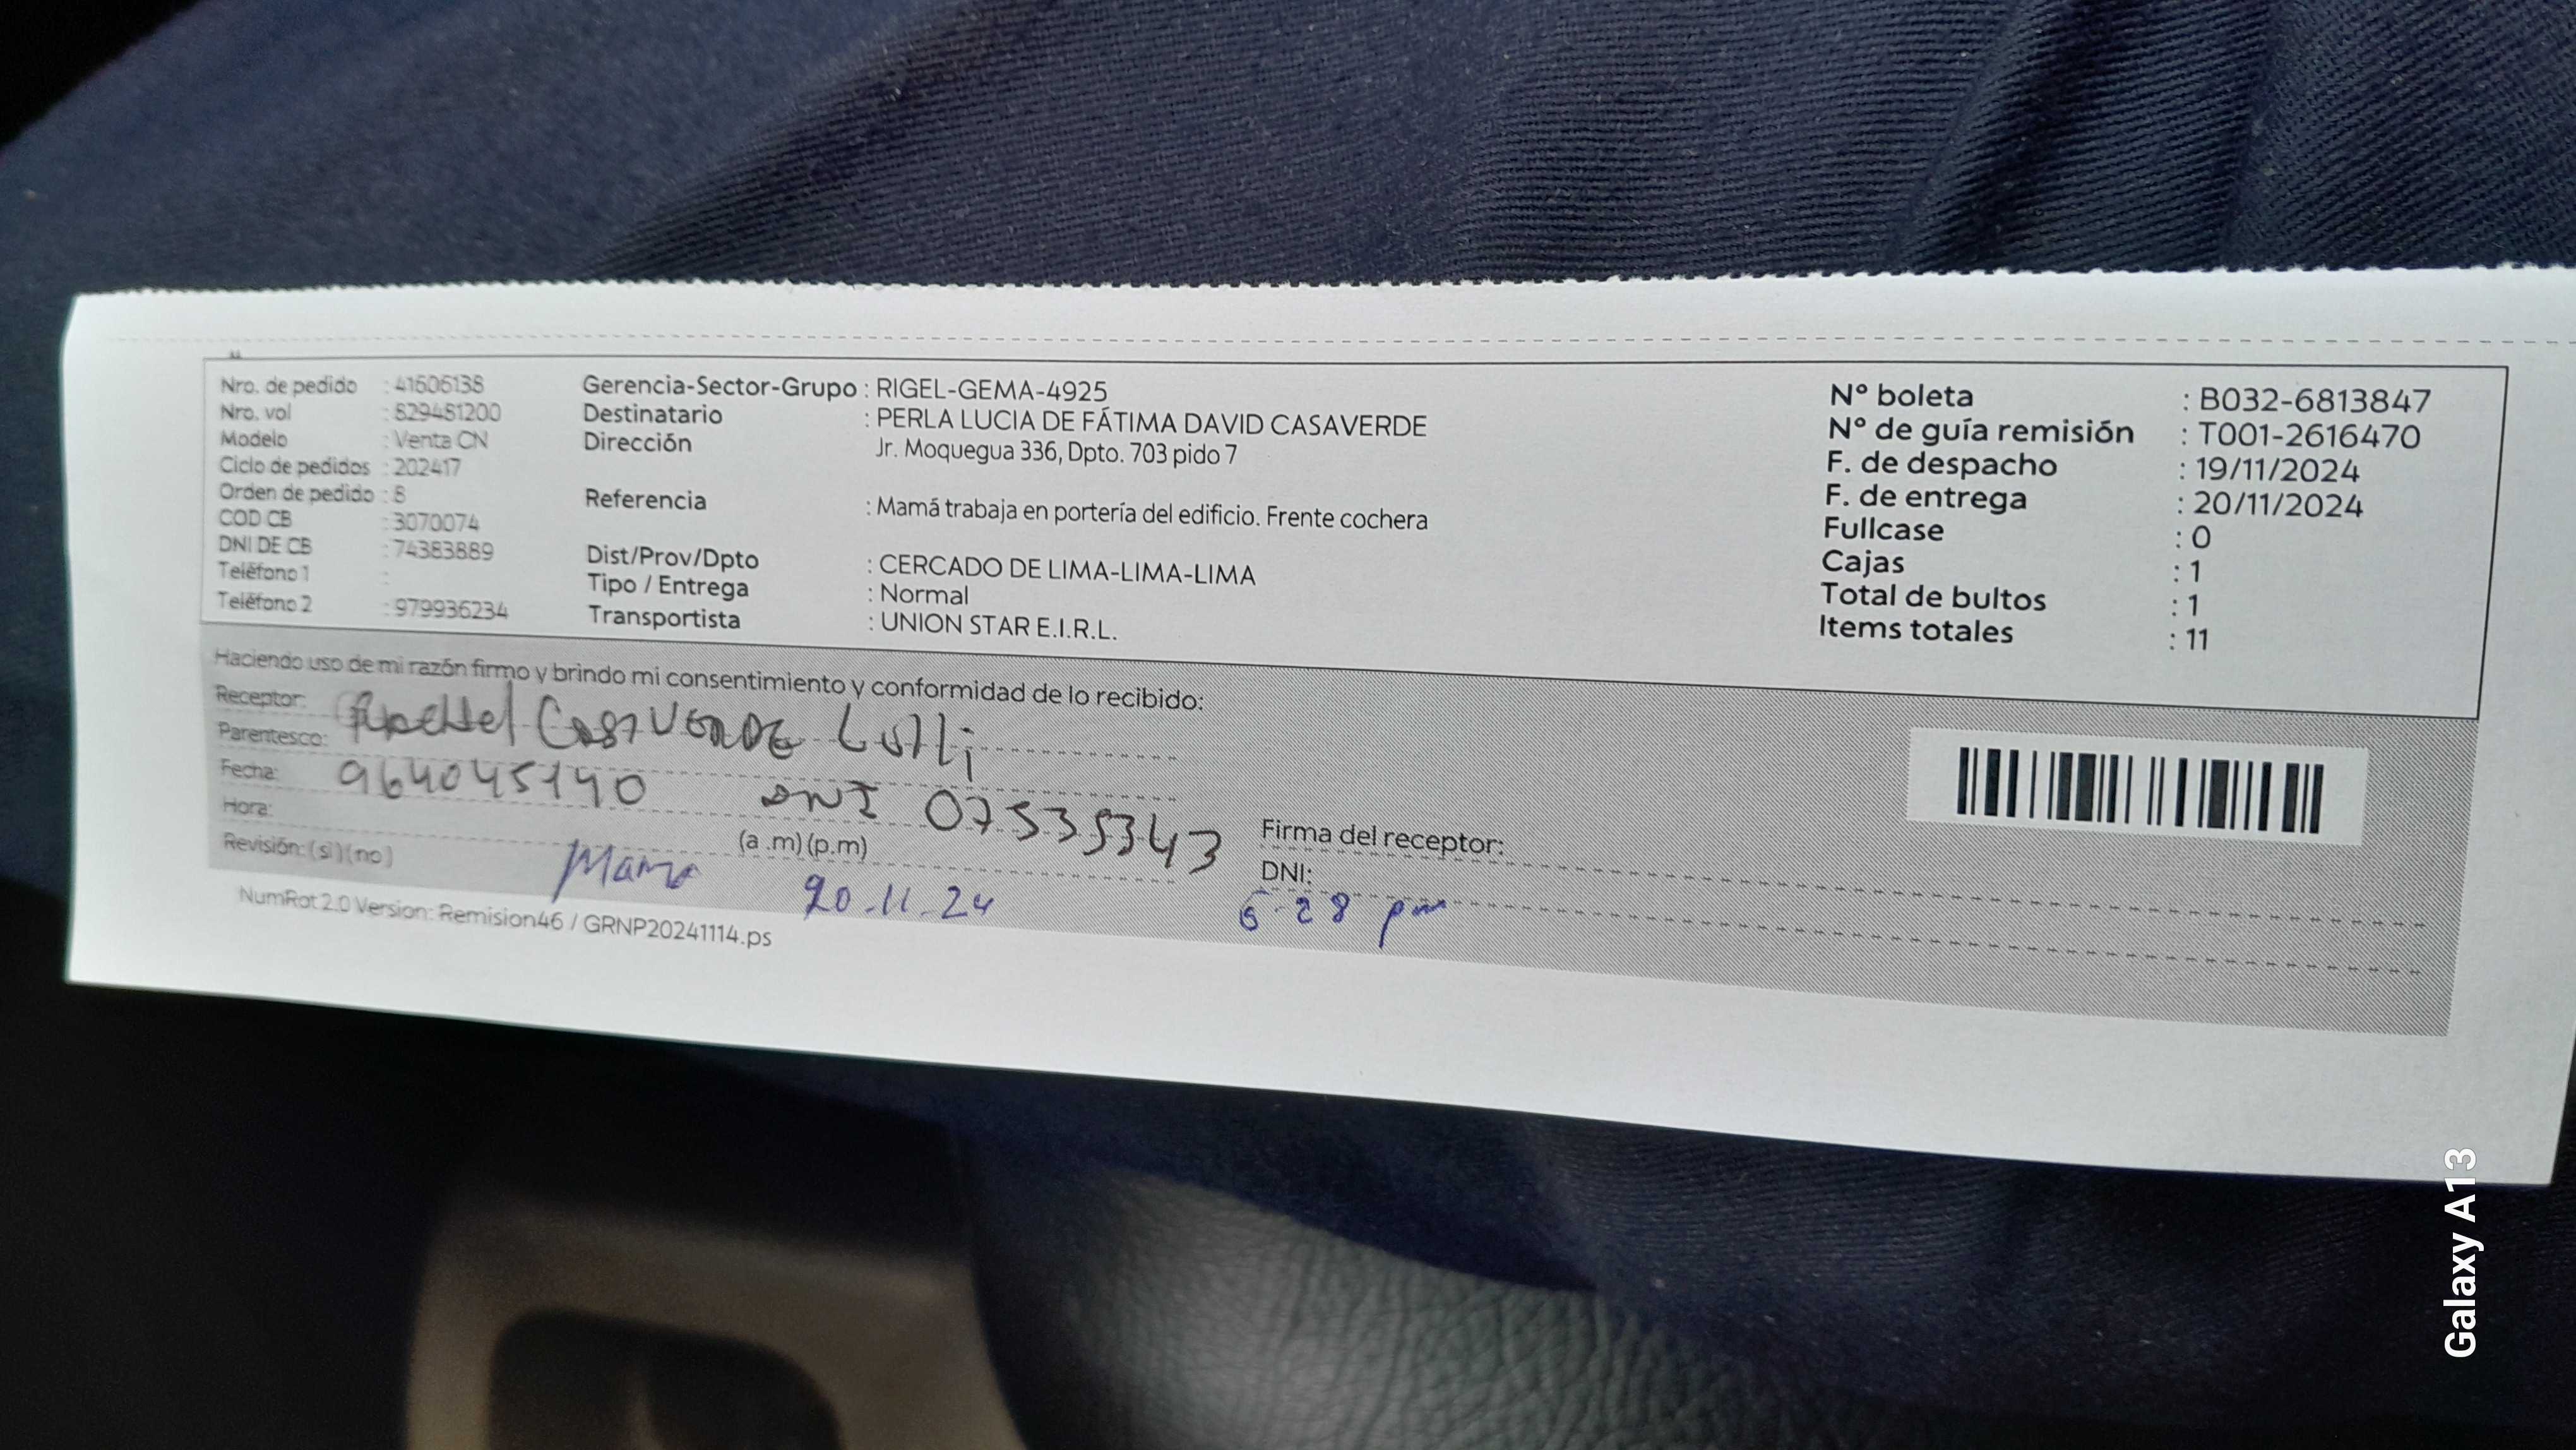 Nro. de pedido : 41606138
Nro. vol : 829481200
Modelo : Venta CN
Ciclo de pedidos : 202417
Orden de pedido : 8
COD CB : 3070074
DNI DE CB : 74383889
Teléfono 1 :
Teléfono 2 : 979936234
Gerencia-Sector-Grupo : RIGEL-GEMA-4925
Destinatario : PERLA LUCIA DE FÁTIMA DAVID CASAVERDE
Dirección Jr. Moquegua 336, Dpto. 703 pido 7
Referencia : Mamá trabaja en portería del edificio. Frente cochera
Dist/Prov/Dpto : CERCADO DE LIMA-LIMA-LIMA
Tipo / Entrega : Normal
Transportista : UNION STAR E.I.R.L.
Nº boleta : B032-6813847
Nº de guía remisión : T001-2616470
F. de despacho : 19/11/2024
F. de entrega : 20/11/2024
Fullcase : 0
Cajas : 1
Total de bultos : 1
Items totales : 11
Haciendo uso de mi razón firmo y brindo mi consentimiento y conformidad de lo recibido:
Receptor: CasaVERDE
Parentesco:
Fecha: 964045140 DNI 07535343
Hora: (a .m) (p.m)
Revisión: (si) (no) Mama 20-11-24
Firma del receptor:
DNI:
6 28 pm
NumRot 2.0 Version: Remision46 / GRNP20241114.ps
Galaxy A13